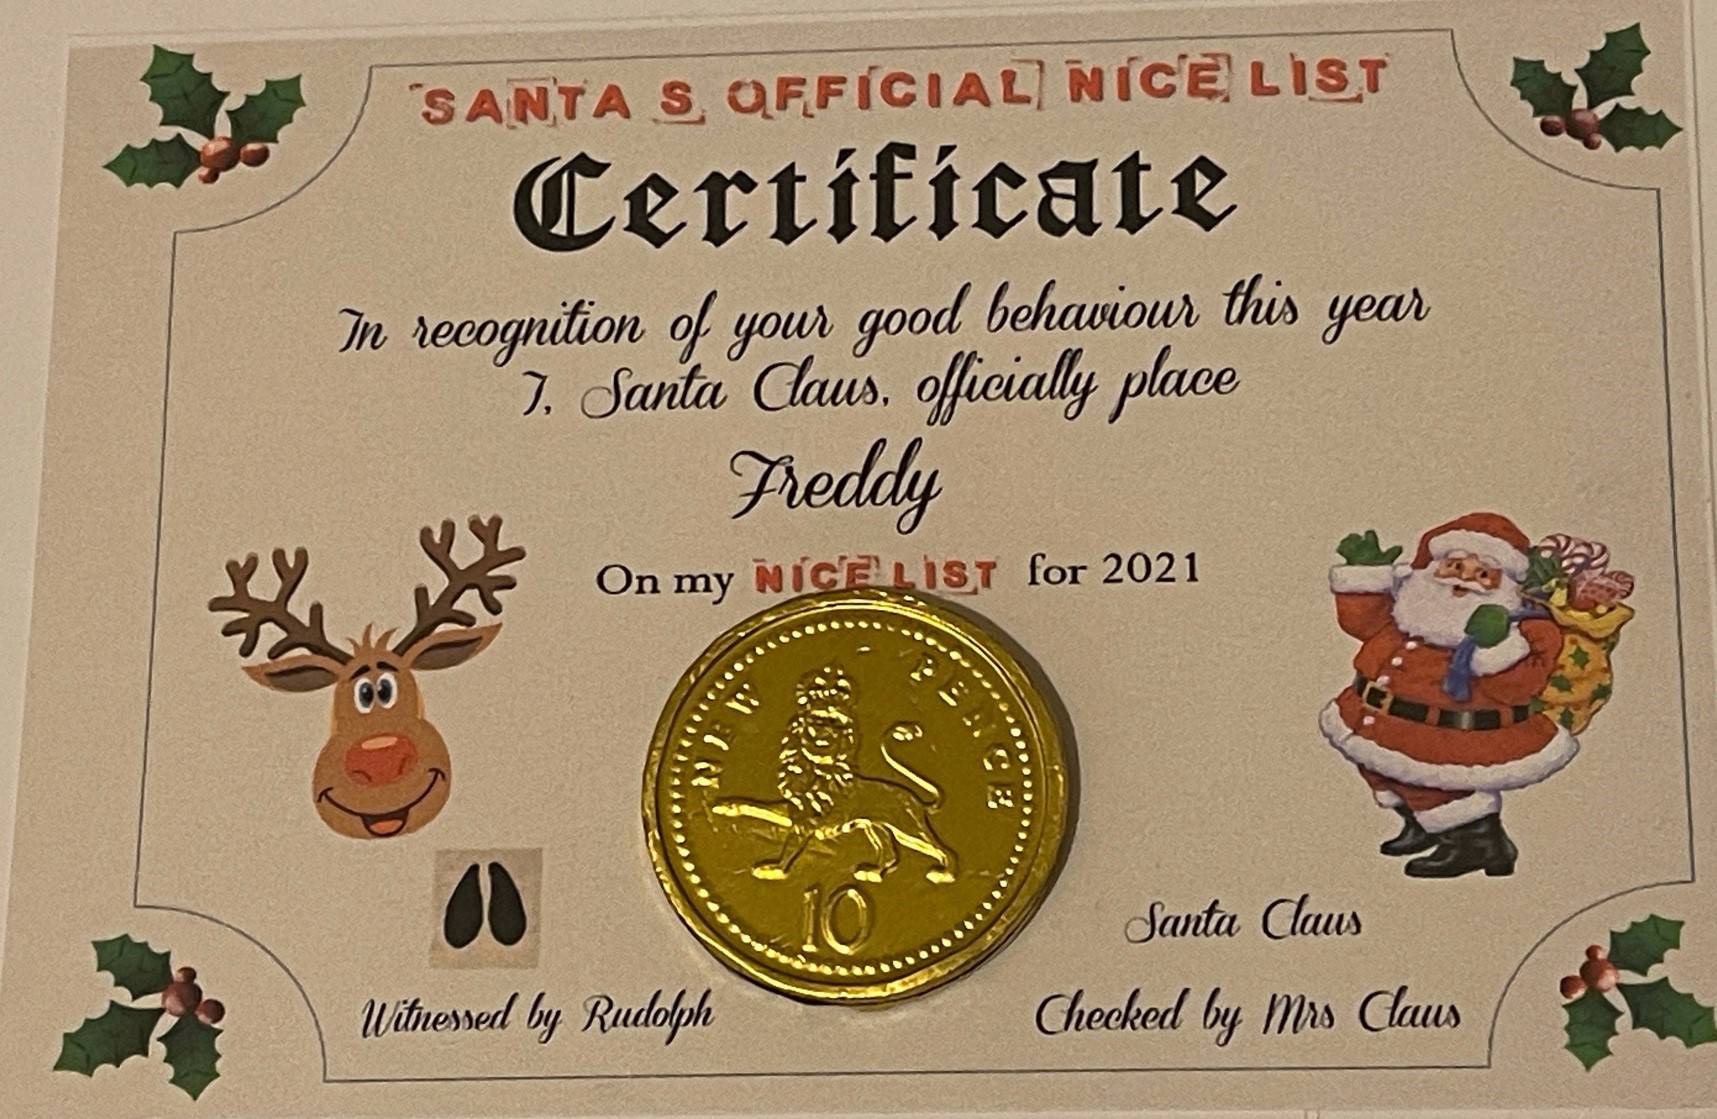 SANTA S OFFICIAL NICE LIST
Certificate
In recognition of your good behaviour this year
I, Santa Claus, officially place
Freddy
On my NICE LIST for 2021
NEW PENCE
10
Santa Claus
Witnessed by Rudolph
Checked by Mrs Claus